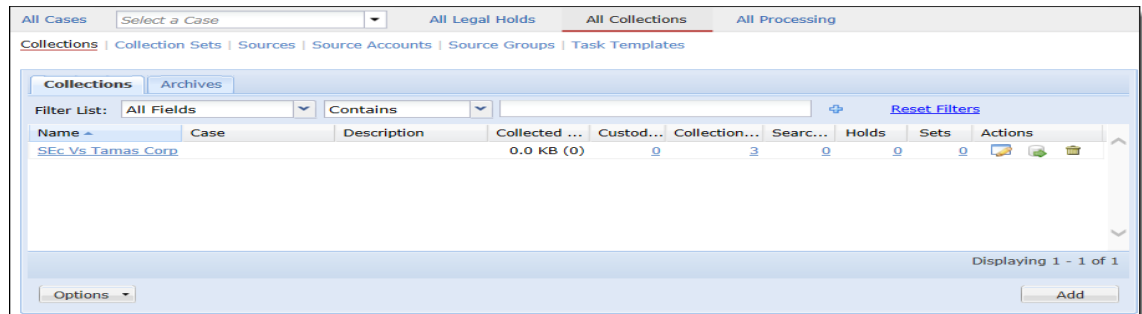 All Cases Select a Case All Legal Holds All Collections All Processing
Collections | Collection Sets | Sources | Source Accounts | Source Groups | Task Templates
Collections Archives
Filter List: All Fields Contains Reset Filters
Name Case Description Collected ... Custod... Collection... Searc... Holds Sets Actions
SEc Vs Tamas Corp 0.0 KB (0) 0 3 0 0 0
Displaying 1 - 1 of 1
Options Add